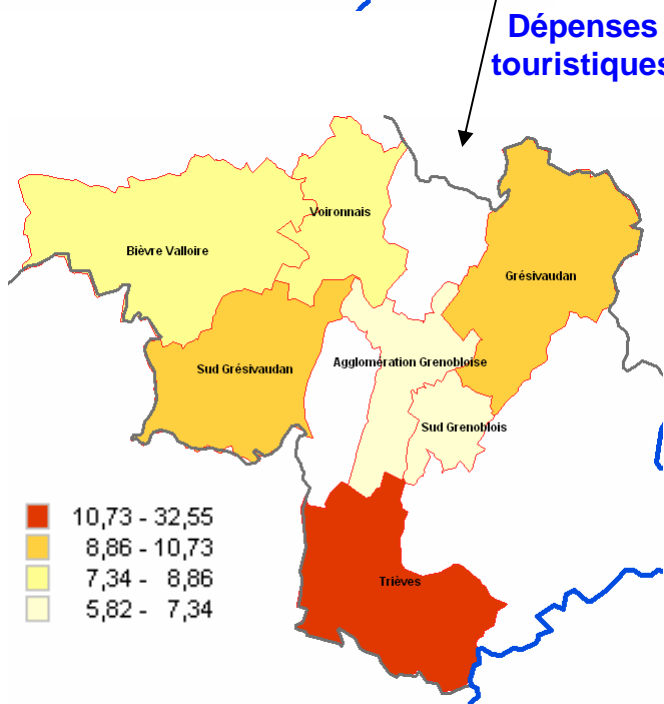 Dépenses
touristiques
Voironnais
Bièvre Valloire
Grésivaudan
Sud Grésivaudan
Agglomération Grenobloise
Sud Grenoblois
10,73 - 32,55
8,86 - 10,73
7,34 - 8,86
5,82 - 7,34
Trièves